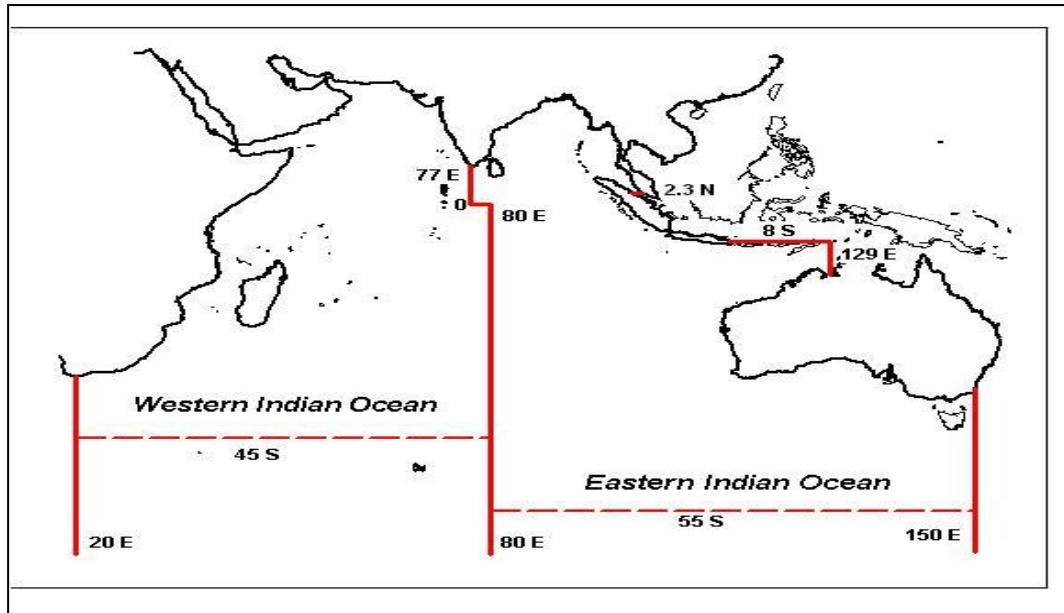 77 E
2.3 N
0
80 E
8 S
129 E
Western Indian Ocean
45 S
Eastern Indian Ocean
55 S
20 E
80 E
150 E